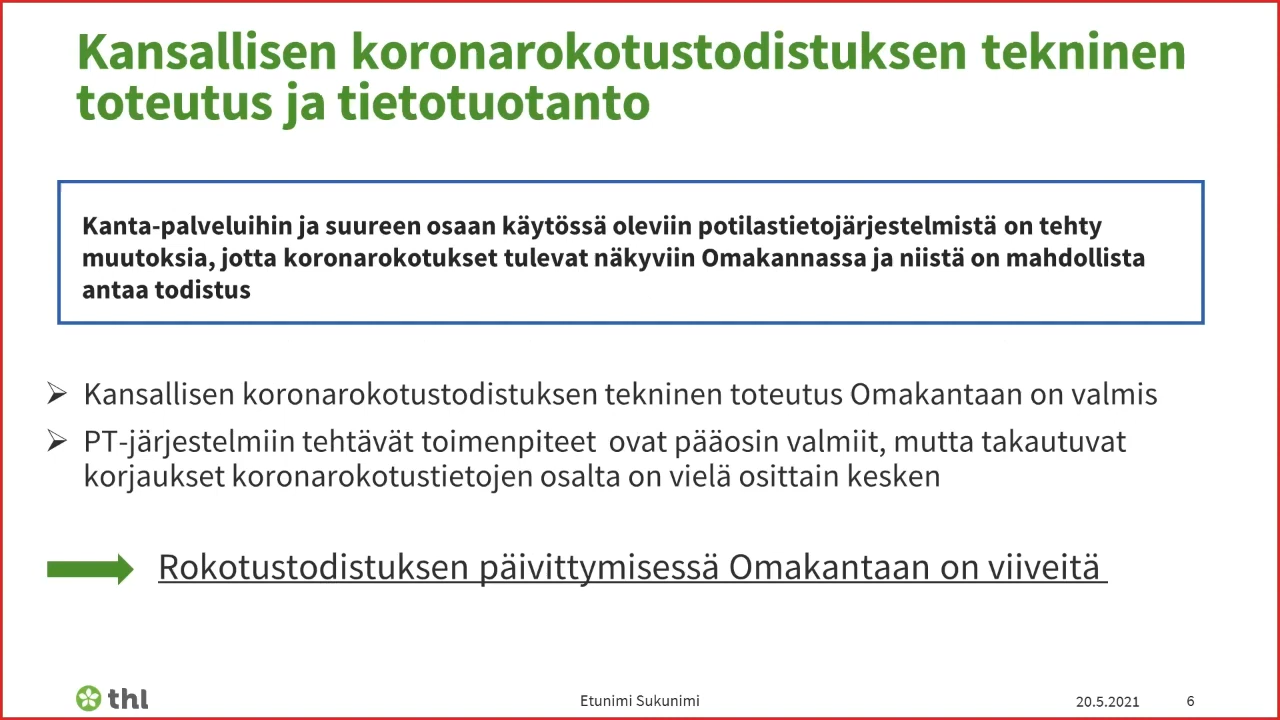 Kansallisen koronarokotustodistuksen tekninen
toteutus ja tietotuotanto
Kanta-palveluihin ja suureen osaan käytössä oleviin potilastietojärjestelmistä on tehty
muutoksia, jotta koronarokotukset tulevat näkyviin Omakannassa ja niistä on mahdollista
antaa todistus
➢ Kansallisen koronarokotustodistuksen tekninen toteutus Omakantaan on valmis
➢ PT-järjestelmiin tehtävät toimenpiteet ovat pääosin valmiit, mutta takautuvat
korjaukset koronarokotustietojen osalta on vielä osittain kesken
Rokotustodistuksen päivittymisessä Omakantaan on viiveitä
thl
Etunimi Sukunimi
20.5.2021
6